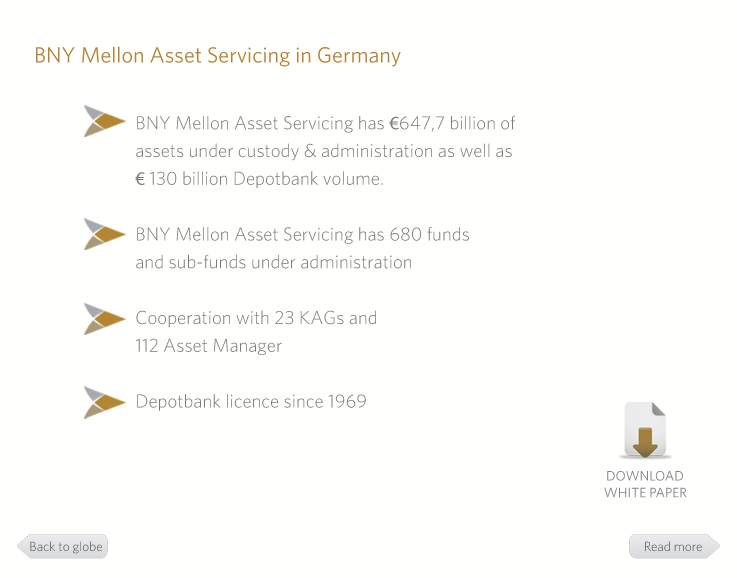 BNY Mellon Asset Servicing in Germany
BNY Mellon Asset Servicing has €647,7 billion of
assets under custody & administration as well as
€ 130 billion Depotbank volume.
BNY Mellon Asset Servicing has 680 funds
and sub-funds under administration
Cooperation with 23 KAGs and
112 Asset Manager
Depotbank licence since 1969
DOWNLOAD
WHITE PAPER
Back to globe
Read more